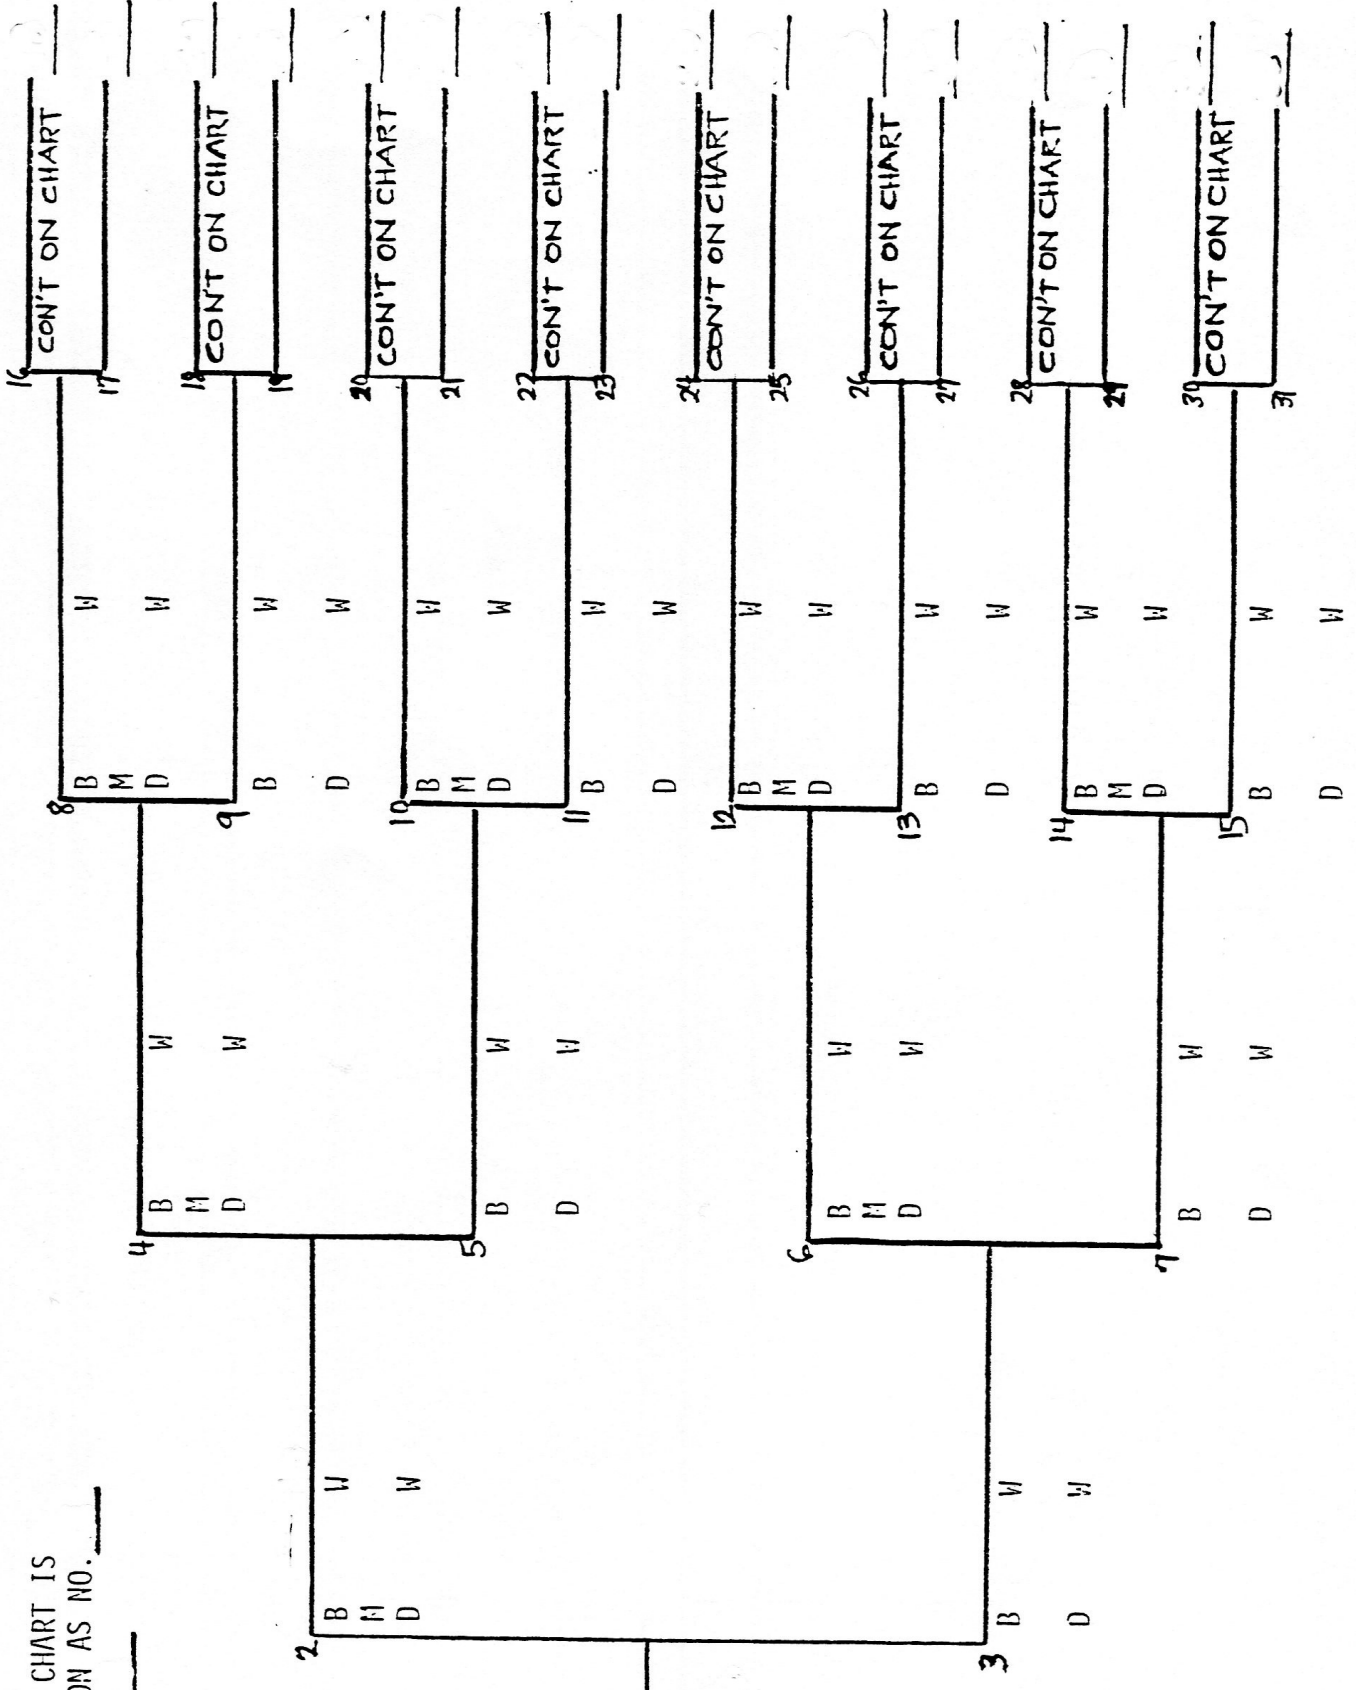 CHART IS
ON AS NO.
2
B W
M
D W
3
B W
D W
4
B W
M
D W
5
B W
D W
6
B W
M
D W
7
B W
D W
8
B W
M
D W
9
B W
D W
10
B W
M
D W
11
B W
D W
12
B W
M
D W
13
B W
D W
14
B W
M
D W
15
B W
D W
16
CON'T ON CHART
17
18
CON'T ON CHART
19
20
CON'T ON CHART
21
22
CON'T ON CHART
23
24
CON'T ON CHART
25
26
CON'T ON CHART
27
28
CON'T ON CHART
29
30
CON'T ON CHART
31